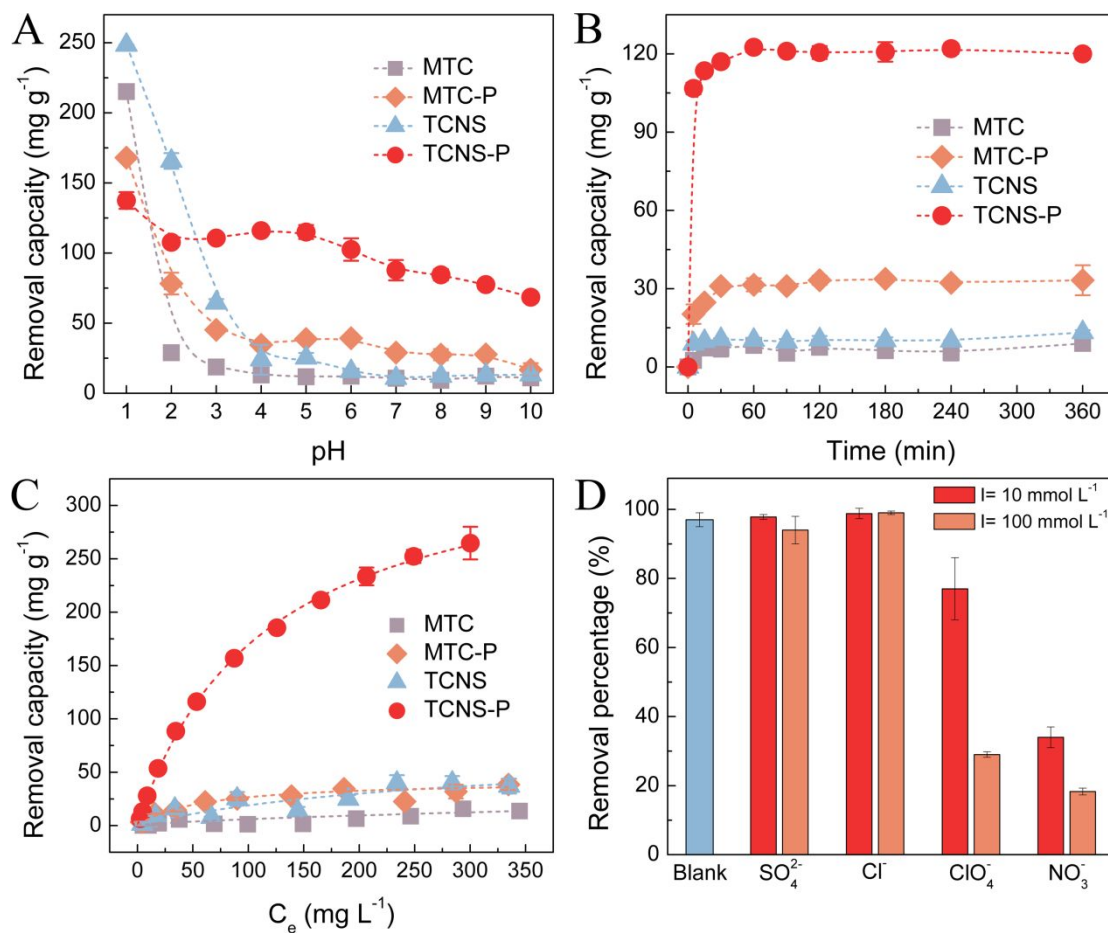 A
Removal capcaity (mg g⁻¹)
250
200
150
100
50
0
MTC
MTC-P
TCNS
TCNS-P
1 2 3 4 5 6 7 8 9 10
pH
B
Removal capcaity (mg g⁻¹)
120
90
60
30
0
MTC
MTC-P
TCNS
TCNS-P
0 60 120 180 240 300 360
Time (min)
C
Removal capacity (mg g⁻¹)
300
250
200
150
100
50
0
MTC
MTC-P
TCNS
TCNS-P
0 50 100 150 200 250 300 350
Cₑ (mg L⁻¹)
D
Removal percentage (%)
100
80
60
40
20
0
I= 10 mmol L⁻¹
I= 100 mmol L⁻¹
Blank SO₄²⁻ Cl⁻ ClO₄⁻ NO₃⁻